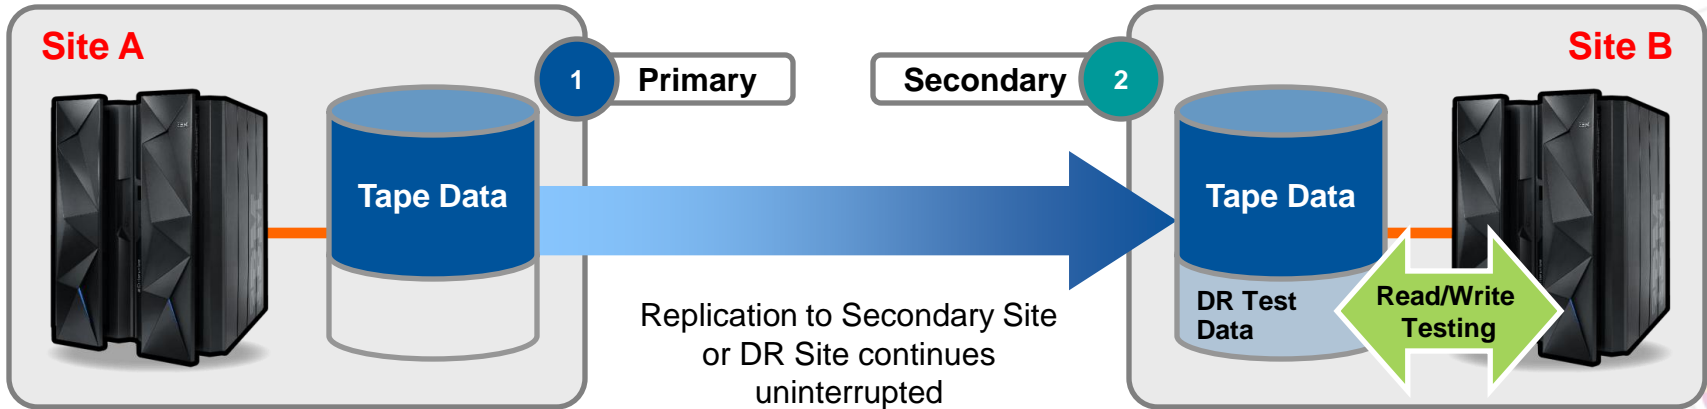 Site A
1 Primary
Secondary 2
Site B
Tape Data
Tape Data
DR Test
Data
Read/Write
Testing
Replication to Secondary Site
or DR Site continues
uninterrupted